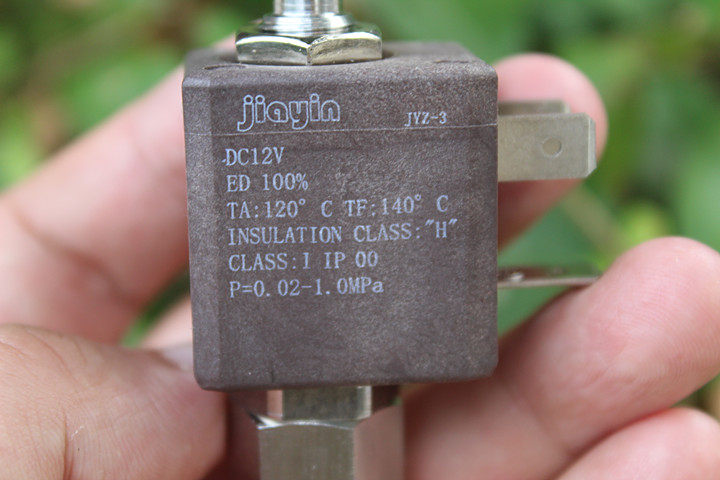 jiayin
JYZ-3
DC12V
ED 100%
TA:120° C TF:140° C
INSULATION CLASS:"H"
CLASS:I IP 00
P=0.02-1.0MPa